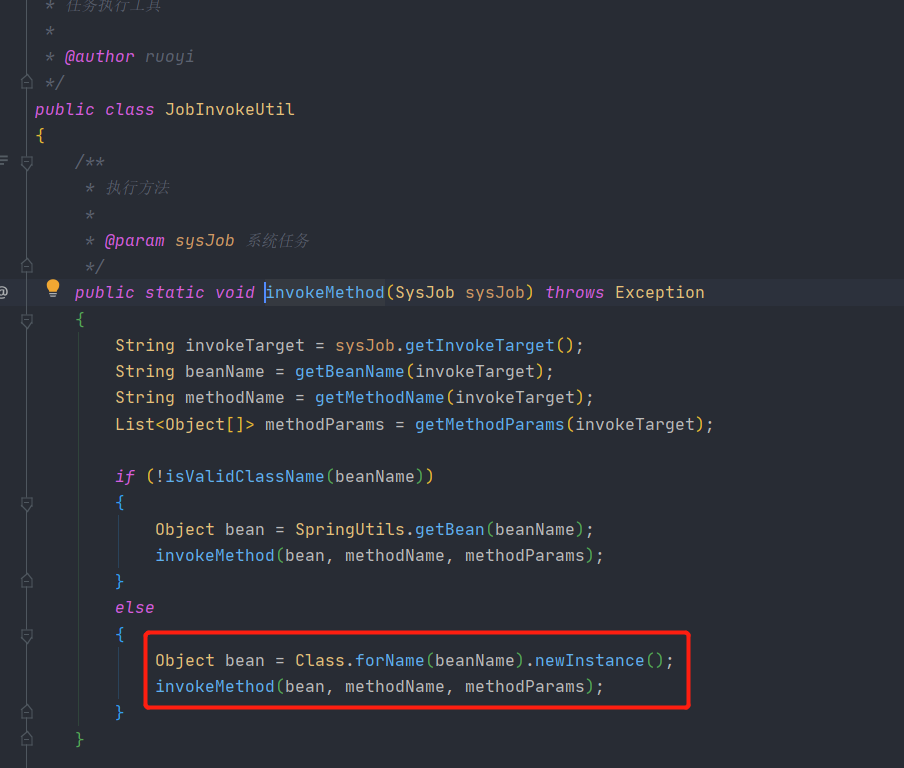 * 任务执行工具
*
* @author ruoyi
*/
public class JobInvokeUtil
{
/**
* 执行方法
*
* @param sysJob 系统任务
*/
public static void invokeMethod(SysJob sysJob) throws Exception
{
String invokeTarget = sysJob.getInvokeTarget();
String beanName = getBeanName(invokeTarget);
String methodName = getMethodName(invokeTarget);
List<Object[]> methodParams = getMethodParams(invokeTarget);
if (!isValidClassName(beanName))
{
Object bean = SpringUtils.getBean(beanName);
invokeMethod(bean, methodName, methodParams);
}
else
{
Object bean = Class.forName(beanName).newInstance();
invokeMethod(bean, methodName, methodParams);
}
}